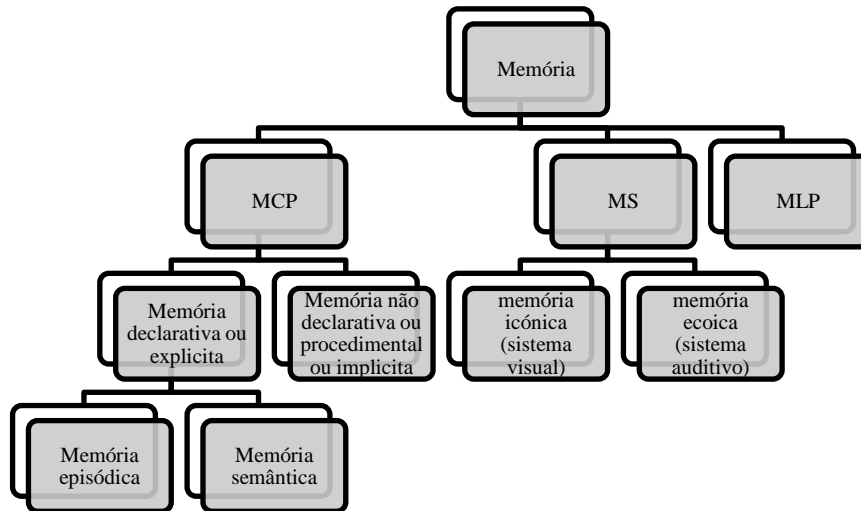 Memória
MCP
MS
MLP
Memória
declarativa ou
explicita
Memória não
declarativa ou
procedimental
ou implicita
memória
icónica
(sistema
visual)
memória
ecoica
(sistema
auditivo)
Memória
episódica
Memória
semântica